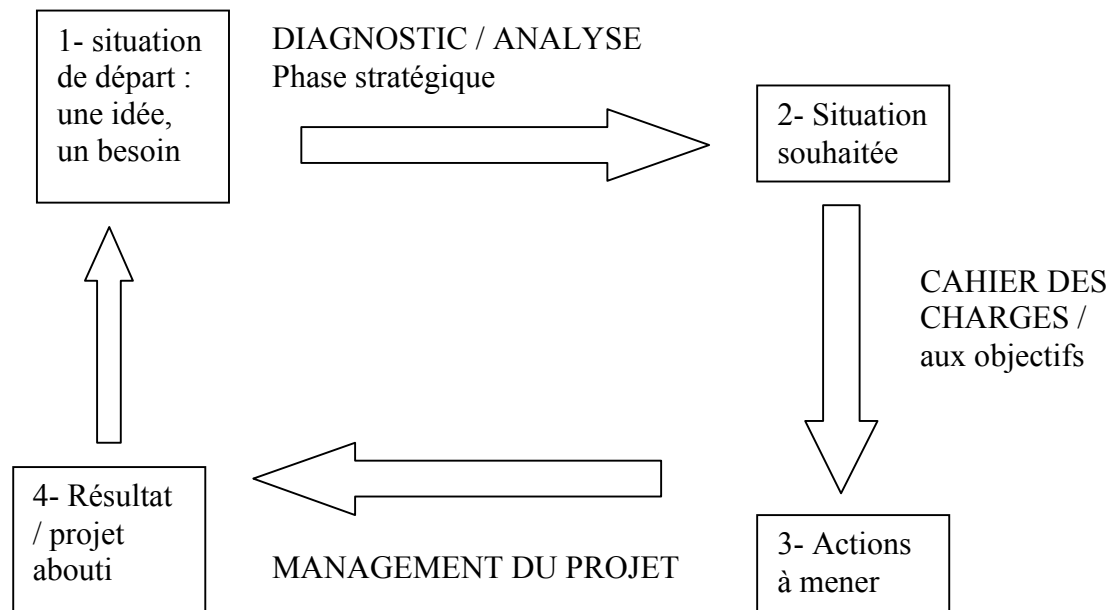 1- situation
de départ :
une idée,
un besoin
DIAGNOSTIC / ANALYSE
Phase stratégique
2- Situation
souhaitée
CAHIER DES
CHARGES /
aux objectifs
3- Actions
à mener
MANAGEMENT DU PROJET
4- Résultat
/ projet
abouti